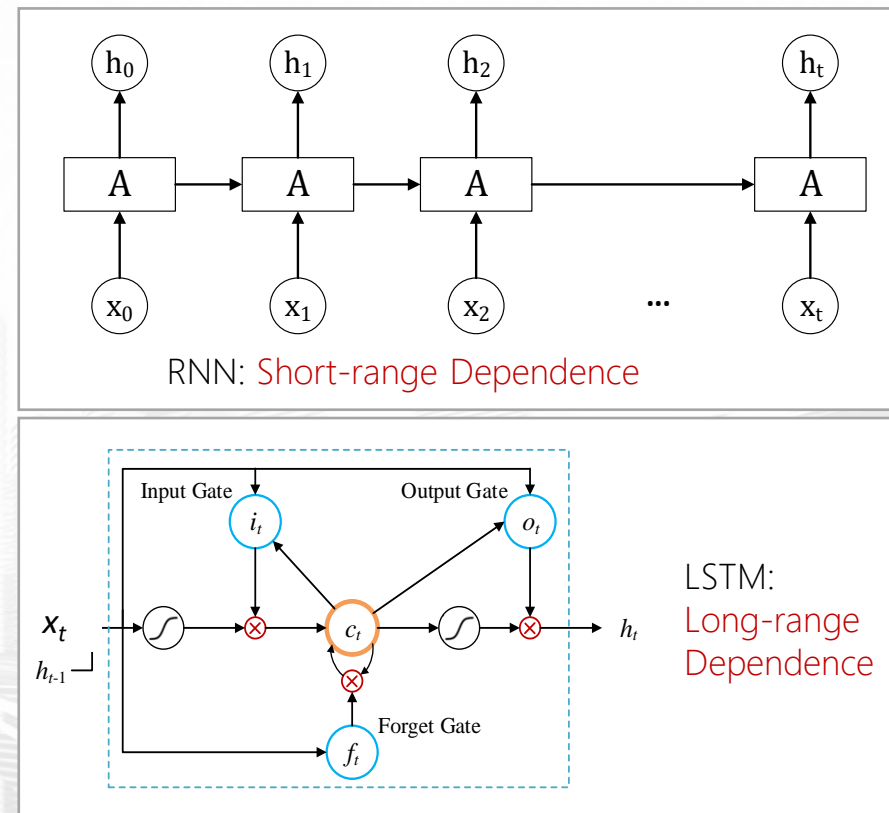 h₀ h₁ h₂ hₜ
A A A A
x₀ x₁ x₂ ... xₜ
RNN: Short-range Dependence
Input Gate Output Gate
iₜ oₜ
LSTM:
Long-range
Dependence
xₜ cₜ hₜ
hₜ₋₁
Forget Gate
fₜ